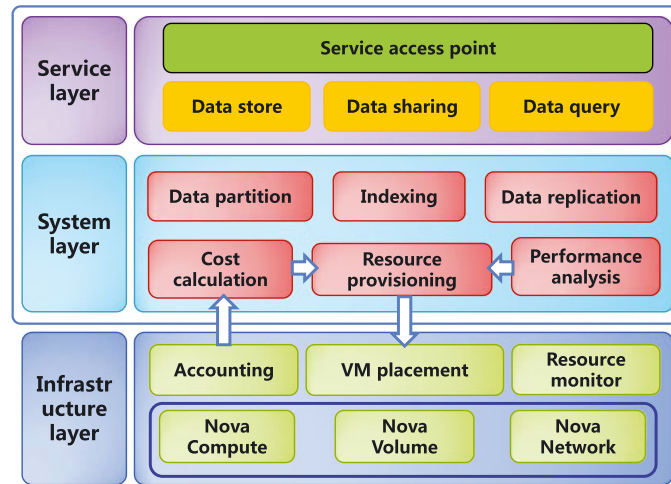 Service
layer
Service access point
Data store
Data sharing
Data query
System
layer
Data partition
Indexing
Data replication
Cost
calculation
Resource
provisioning
Performance
analysis
Infrastr
ucture
layer
Accounting
VM placement
Resource
monitor
Nova
Compute
Nova
Volume
Nova
Network